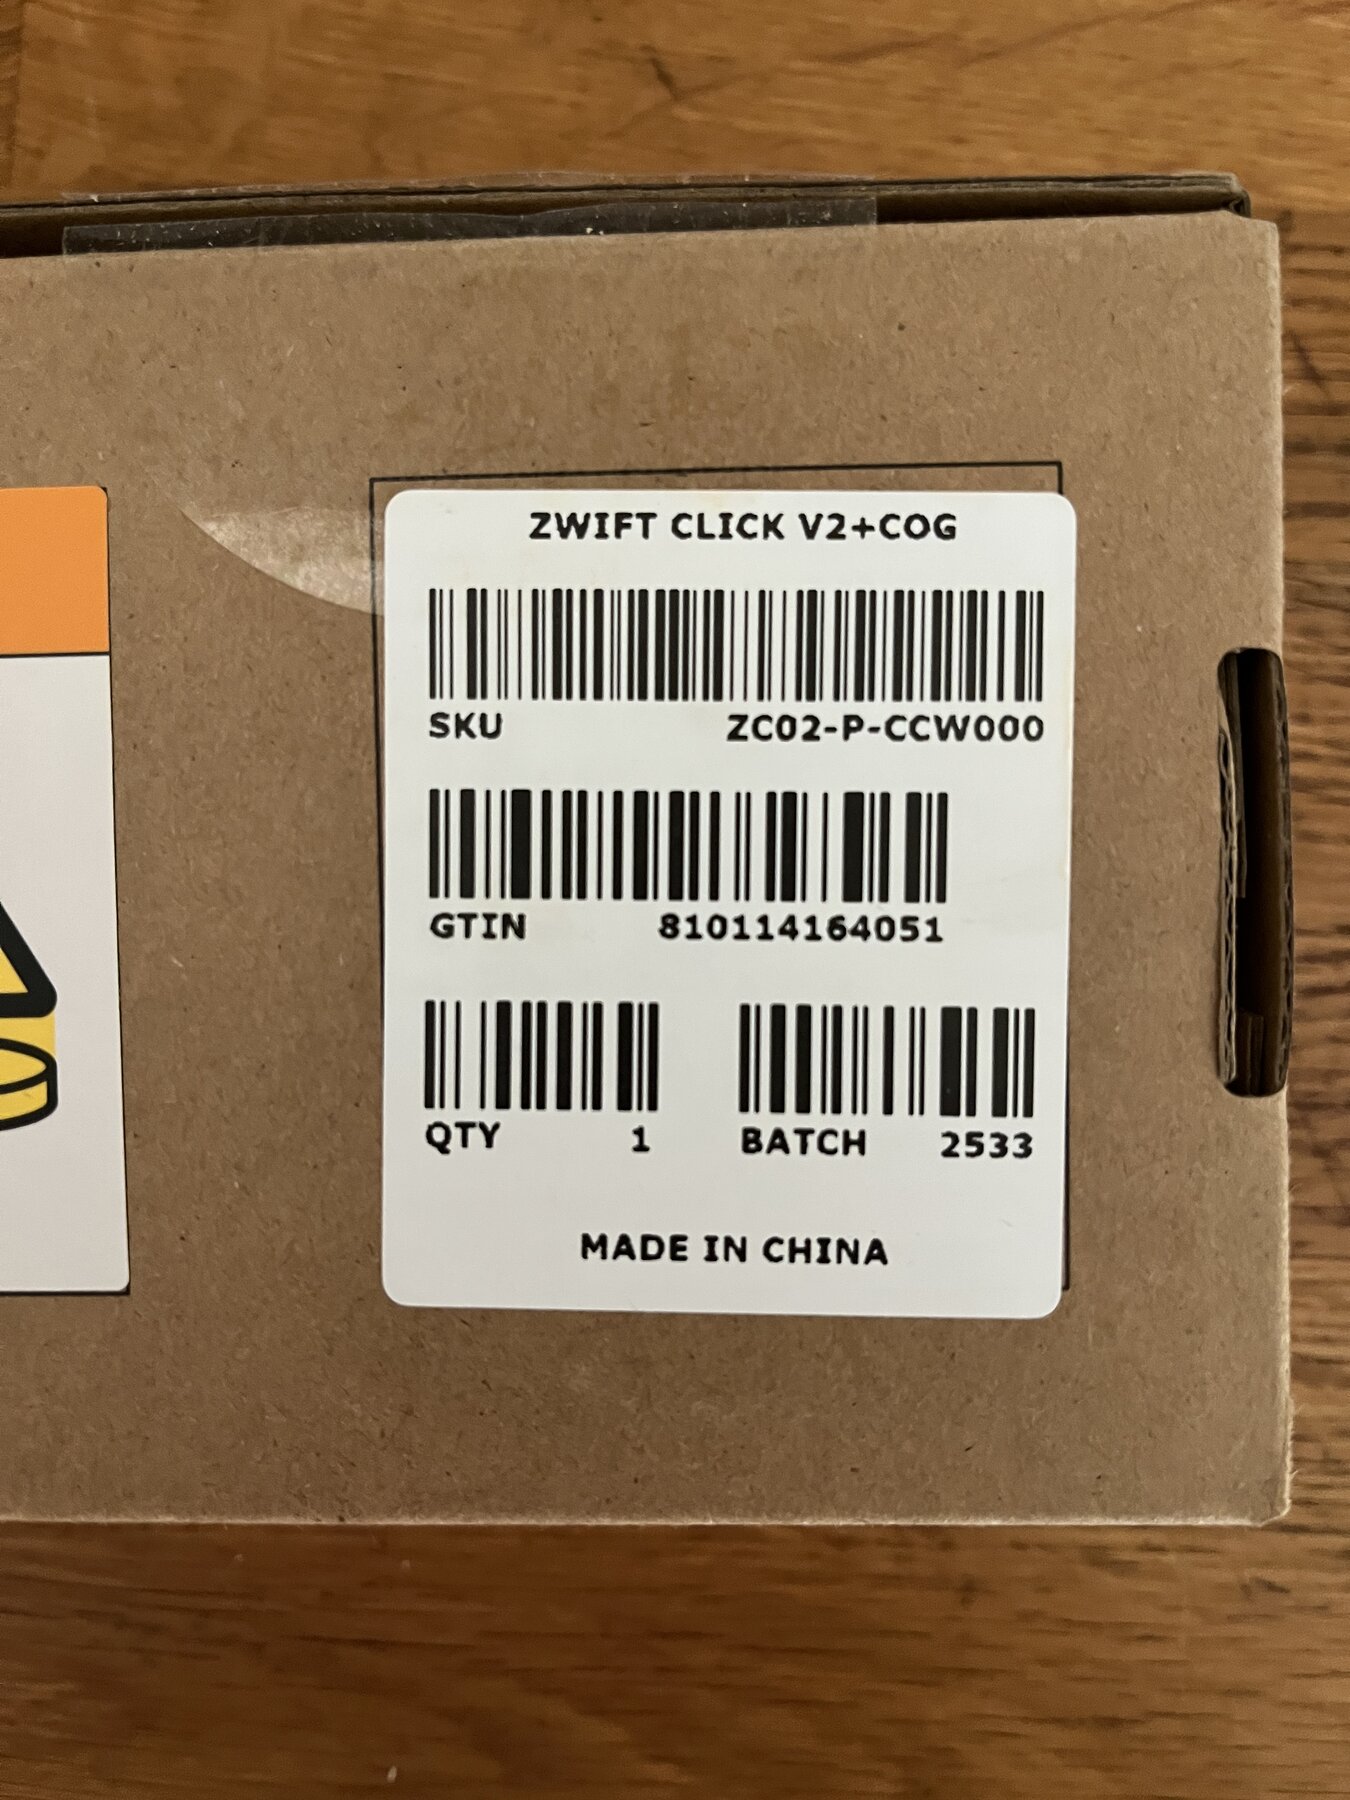 ZWIFT CLICK V2+COG
SKU ZC02-P-CCW000
GTIN 810114164051
QTY 1 BATCH 2533
MADE IN CHINA